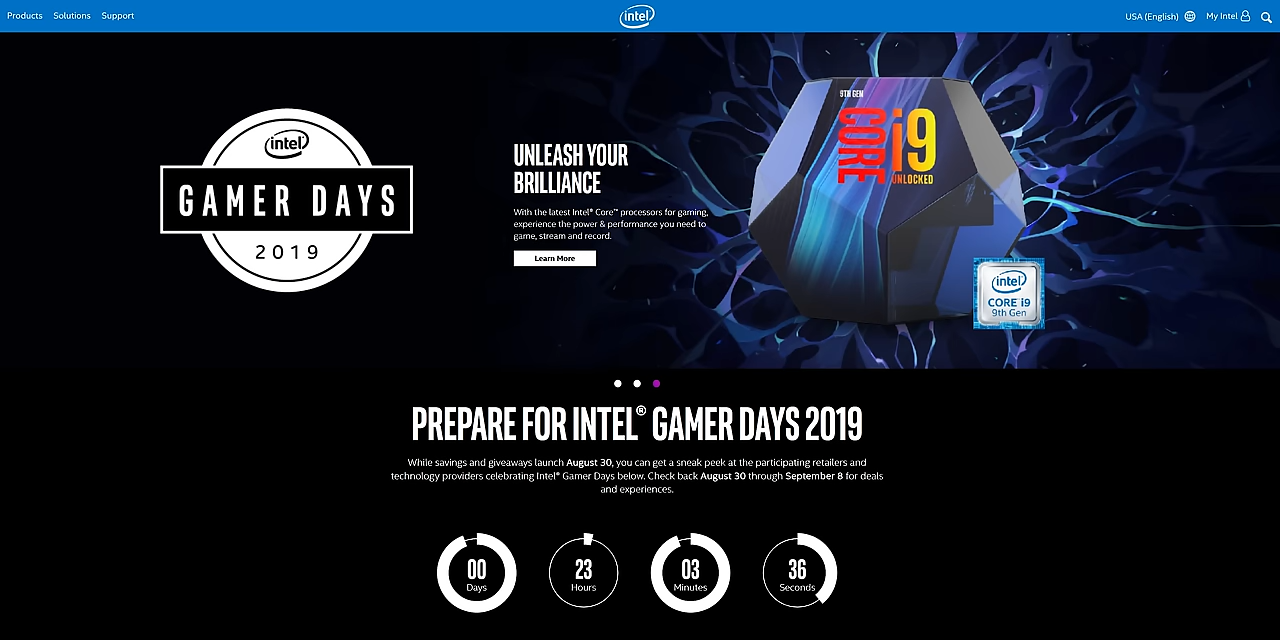 Products Solutions Support
intel
USA (English)
My Intel
intel
GAMER DAYS
2019
UNLEASH YOUR
BRILLIANCE
With the latest Intel® Core™ processors for gaming,
experience the power & performance you need to
game, stream and record.
Learn More
9TH GEN
CORE i9
UNLOCKED
intel
CORE i9
9th Gen
PREPARE FOR INTEL® GAMER DAYS 2019
While savings and giveaways launch August 30, you can get a sneak peek at the participating retailers and
technology providers celebrating Intel® Gamer Days below. Check back August 30 through September 8 for deals
and experiences.
00
Days
23
Hours
03
Minutes
36
Seconds